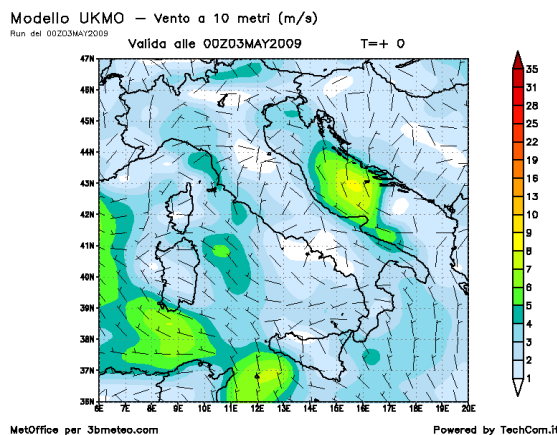 Modello UKMO — Vento a 10 metri (m/s)
Run del 00Z03MAY2009
Valida alle 00Z03MAY2009 T=+ 0
47N
46N
45N
44N
43N
42N
41N
40N
39N
38N
37N
36N
6E 7E 8E 9E 10E 11E 12E 13E 14E 15E 16E 17E 18E 19E 20E
35
31
28
25
22
19
16
13
10
9
8
7
6
5
4
3
2
1
MetOffice per 3bmeteo.com Powered by TechCom.it